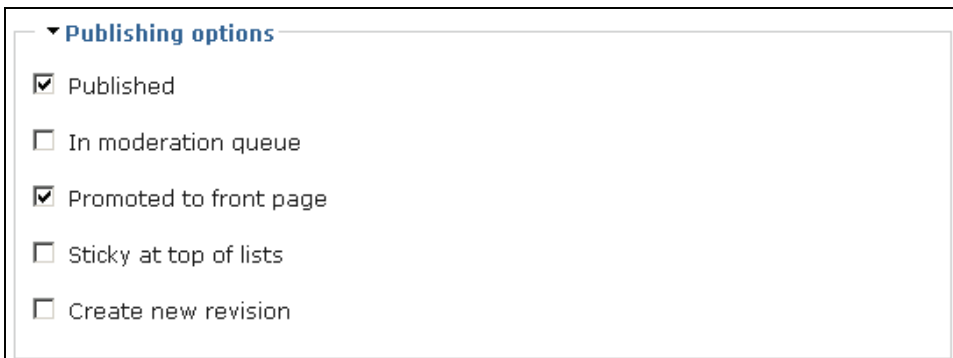 Publishing options
Published
In moderation queue
Promoted to front page
Sticky at top of lists
Create new revision